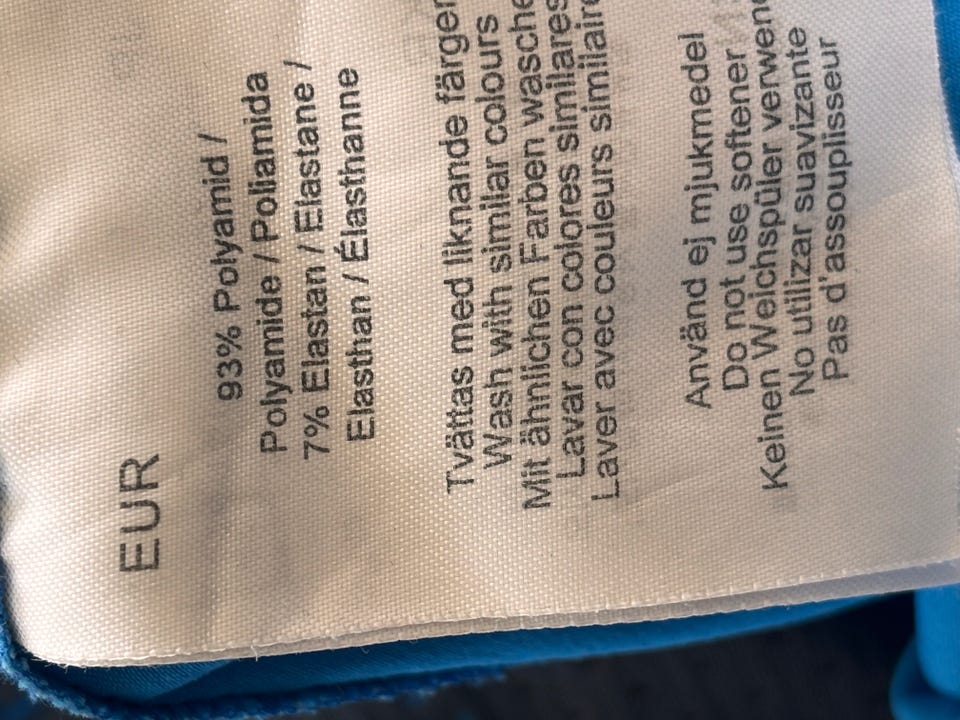 EUR
93% Polyamid /
Polyamide / Poliamida
7% Elastan / Elastane /
Elasthan / Élasthanne
Tvättas med liknande färger
Wash with similar colours
Mit ähnlichen Farben wasche
Lavar con colores similares
Laver avec couleurs similaire
Använd ej mjukmedel
Do not use softener
Keinen Weichspüler verwend
No utilizar suavizante
Pas d'assouplisseur